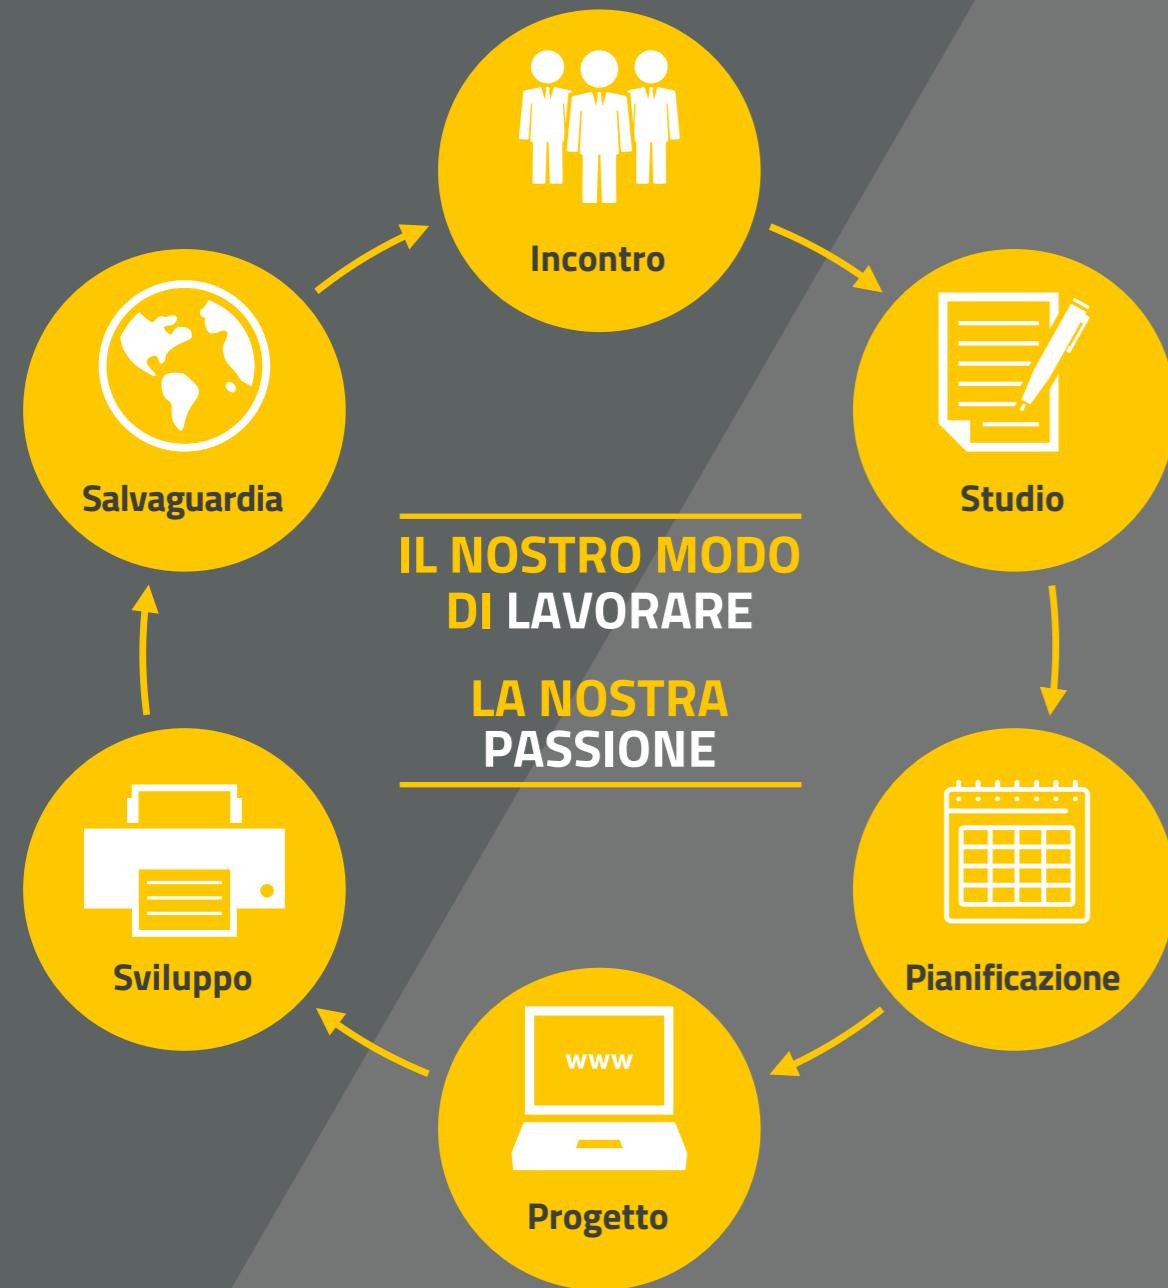 Incontro
Salvaguardia
Studio
IL NOSTRO MODO
DI LAVORARE
LA NOSTRA
PASSIONE
Sviluppo
Pianificazione
www
Progetto